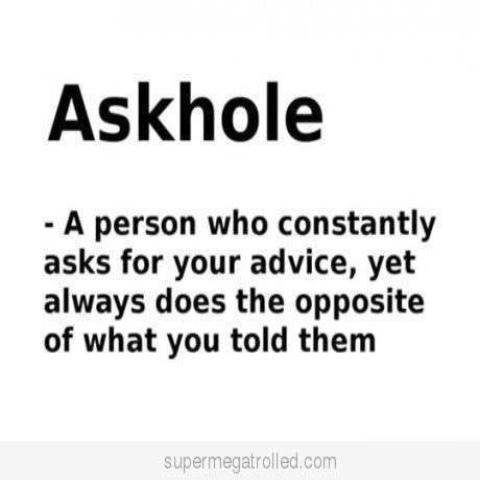 Askhole
- A person who constantly
asks for your advice, yet
always does the opposite
of what you told them
supermegatrolled.com